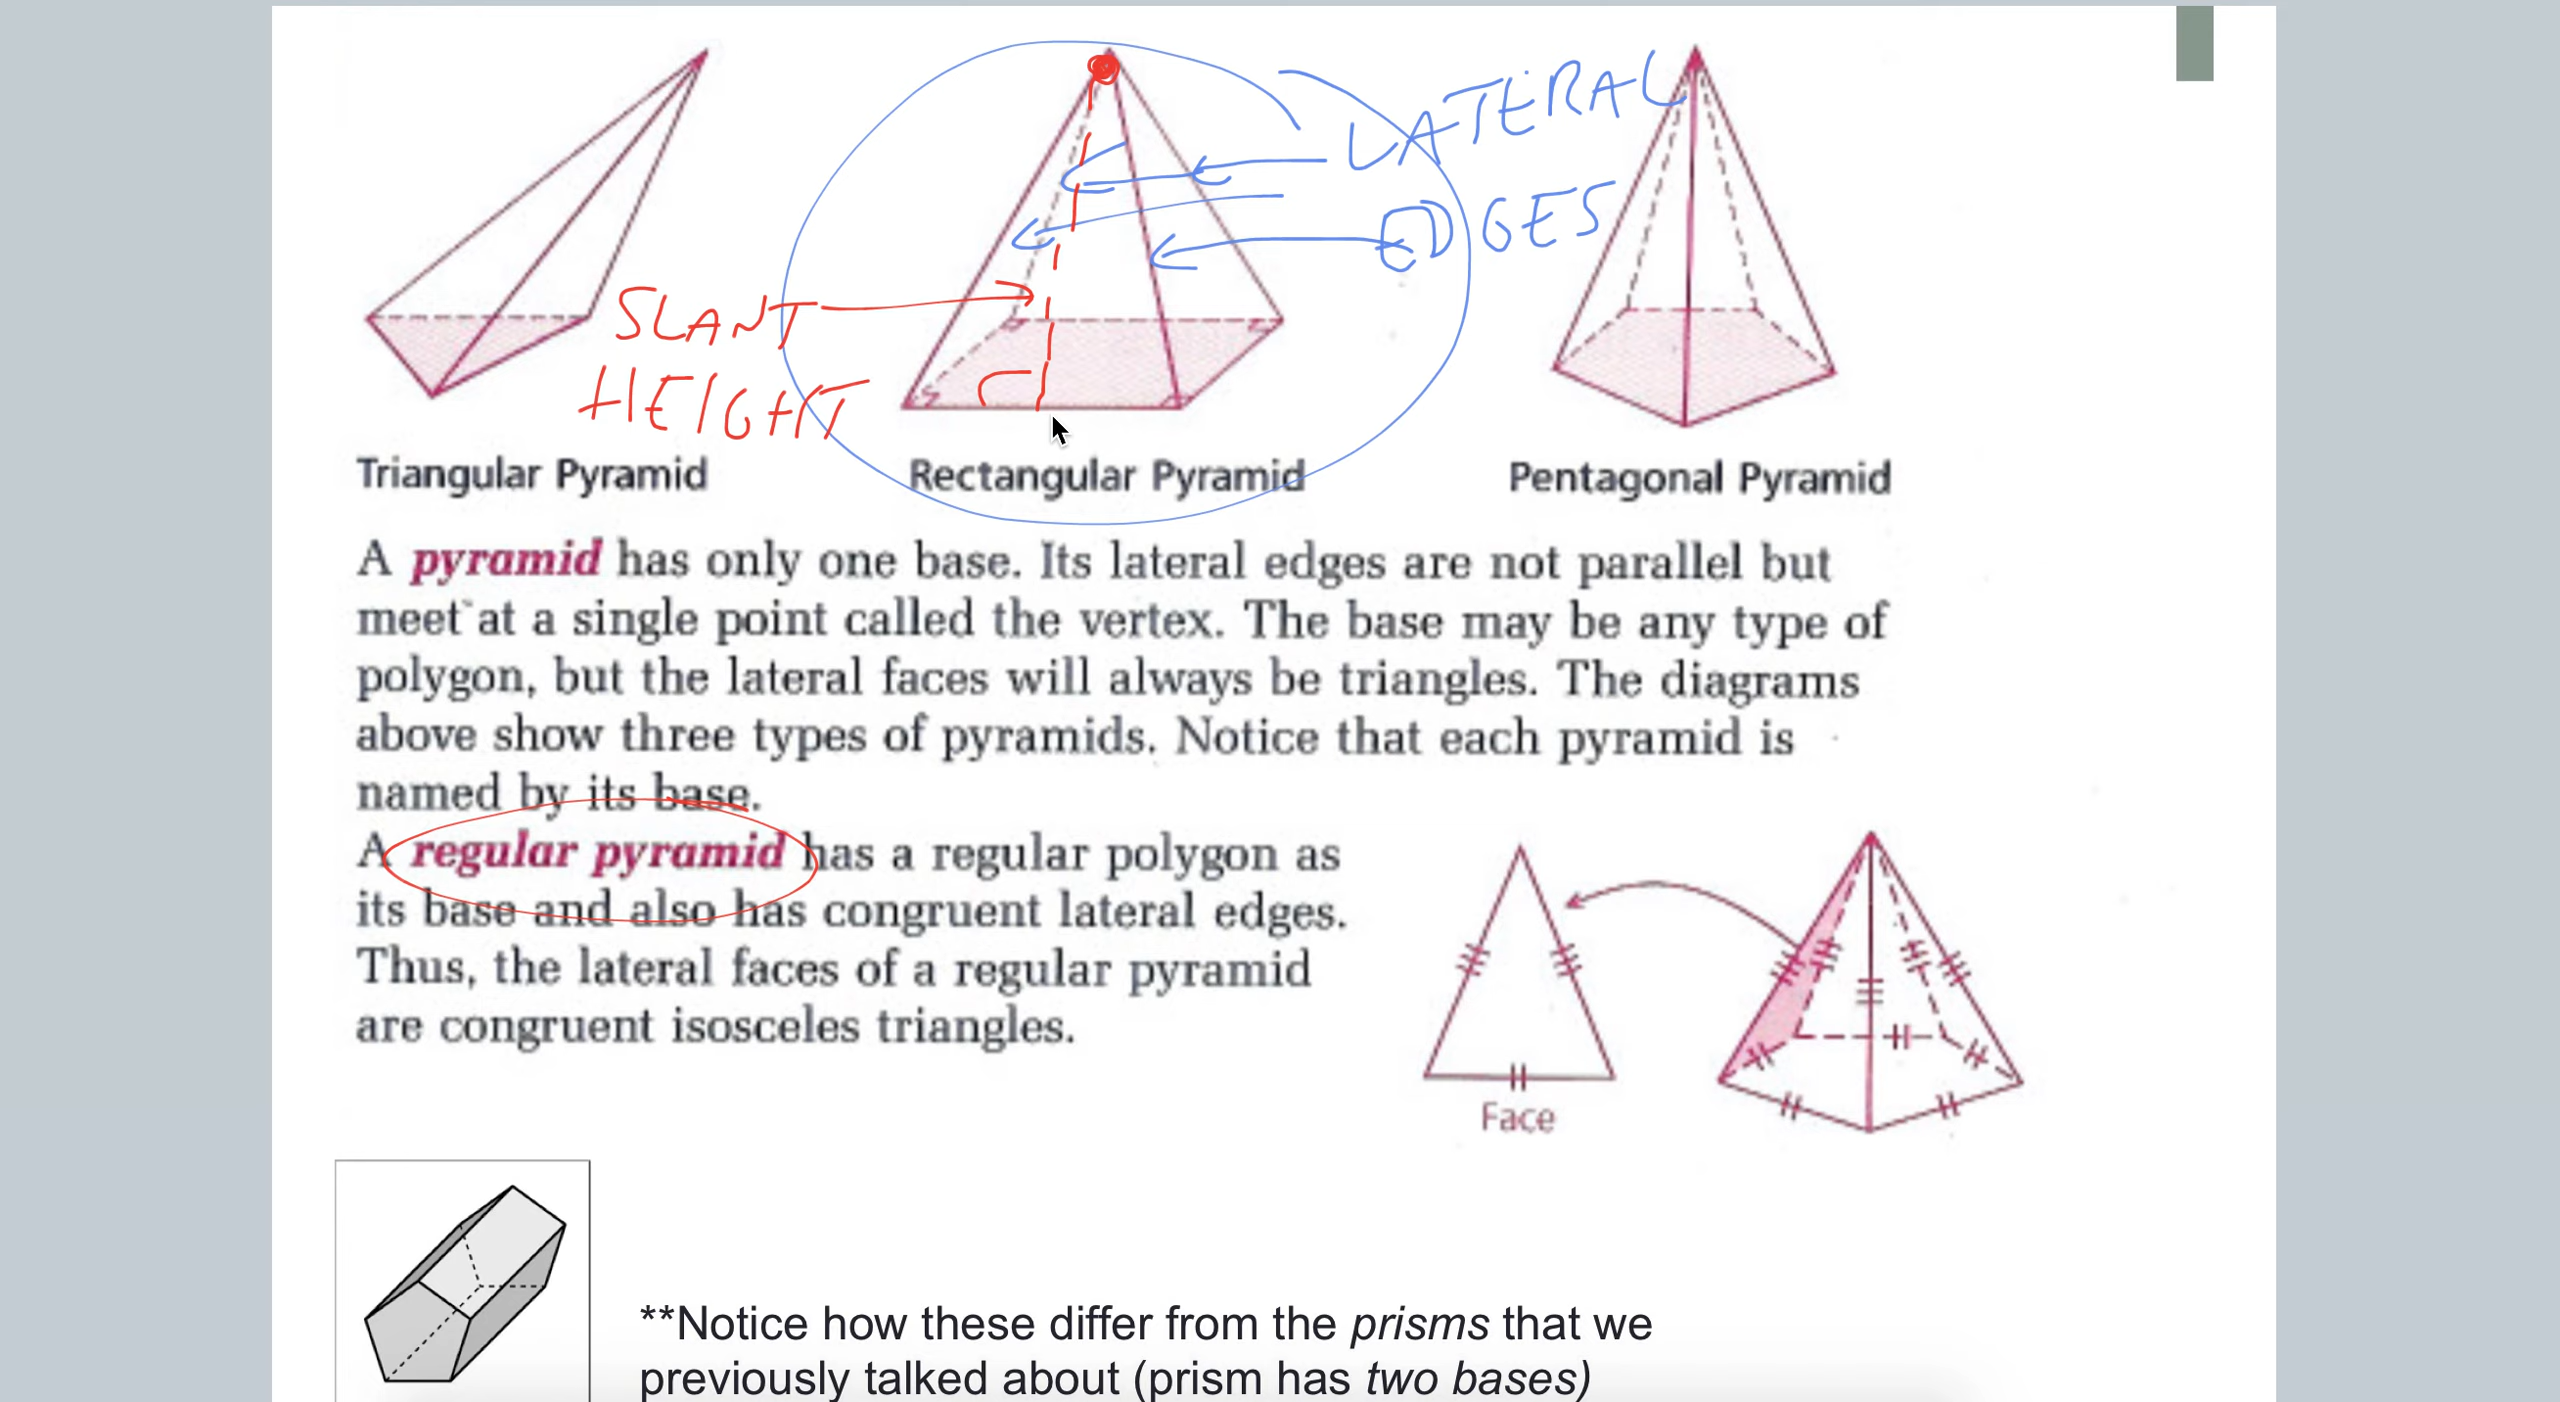 LATERAL
EDGES
SLANT
HEIGHT
Triangular Pyramid
Rectangular Pyramid
Pentagonal Pyramid
A pyramid has only one base. Its lateral edges are not parallel but
meet at a single point called the vertex. The base may be any type of
polygon, but the lateral faces will always be triangles. The diagrams
above show three types of pyramids. Notice that each pyramid is
named by its base.
A regular pyramid has a regular polygon as
its base and also has congruent lateral edges.
Thus, the lateral faces of a regular pyramid
are congruent isosceles triangles.
Face
**Notice how these differ from the prisms that we
previously talked about (prism has two bases)